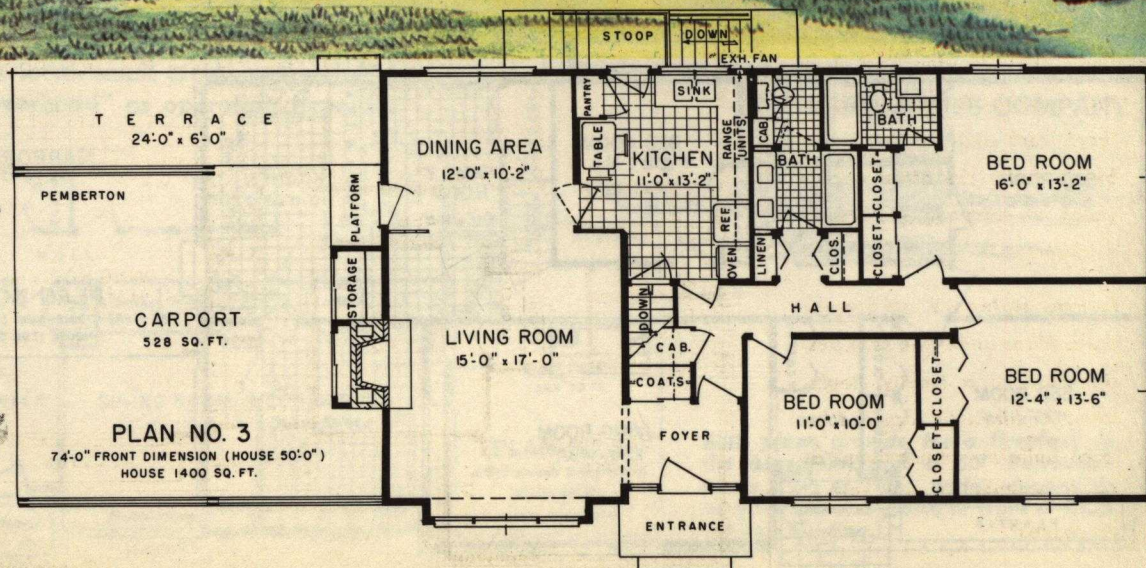 STOOP
DOWN
EXH. FAN
TERRACE
24'-0" x 6'-0"
PEMBERTON
PLATFORM
STORAGE
CARPORT
528 SQ. FT.
PLAN NO. 3
74'-0" FRONT DIMENSION (HOUSE 50'-0")
HOUSE 1400 SQ. FT.
DINING AREA
12'-0" x 10'-2"
LIVING ROOM
15'-0" x 17'-0"
PANTRY
TABLE
SINK
KITCHEN
11'-0" x 13'-2"
RANGE
UNITS
REF.
OVEN
DOWN
CAB.
COATS
FOYER
ENTRANCE
CAB.
BATH
LINEN
CLOS.
HALL
BATH
CLOSET
CLOSET
BED ROOM
16'-0" x 13'-2"
BED ROOM
11'-0" x 10'-0"
CLOSET
CLOSET
BED ROOM
12'-4" x 13'-6"